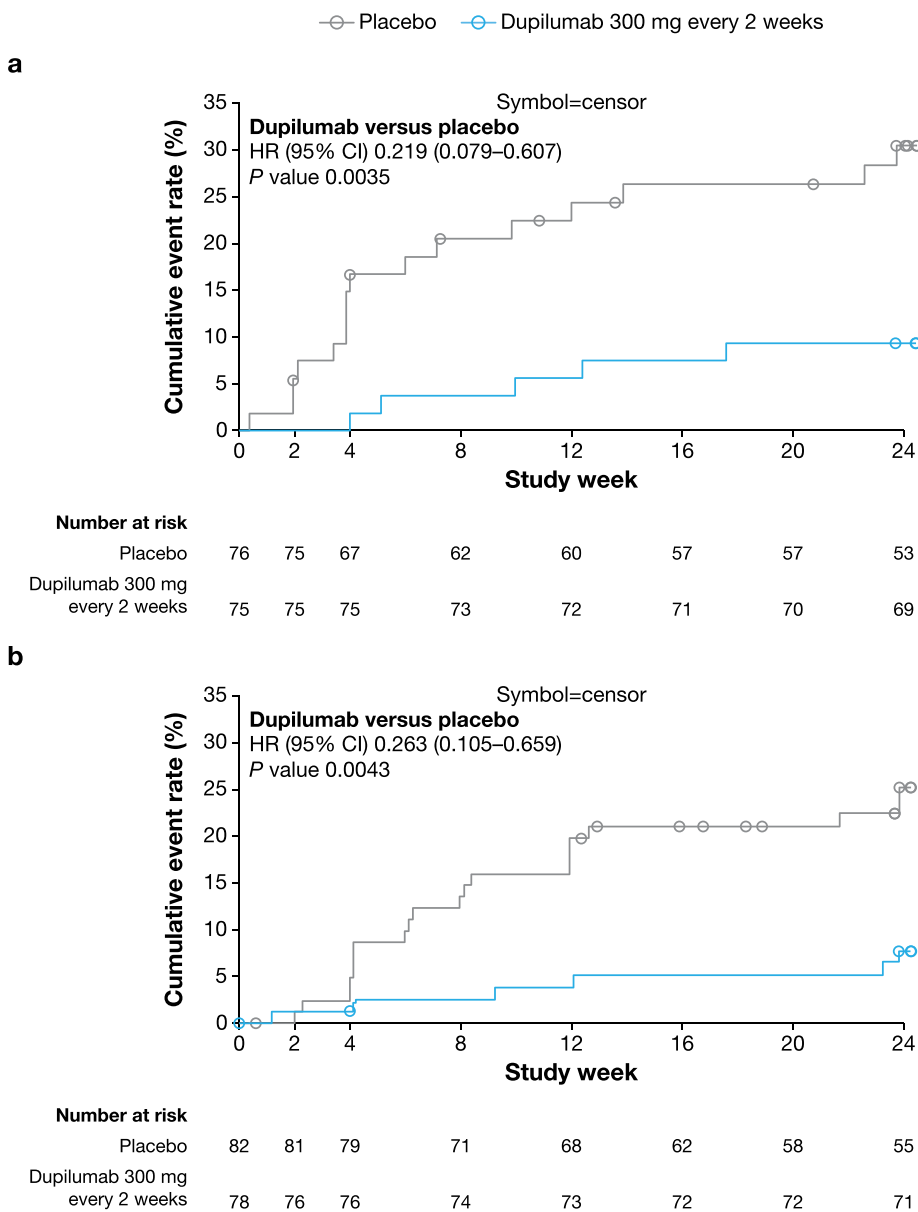 Placebo Dupilumab 300 mg every 2 weeks
a
Symbol=censor
Dupilumab versus placebo
HR (95% CI) 0.219 (0.079–0.607)
P value 0.0035
Cumulative event rate (%)
35
30
25
20
15
10
5
0
0 2 4 8 12 16 20 24
Study week
Number at risk
Placebo 76 75 67 62 60 57 57 53
Dupilumab 300 mg
every 2 weeks 75 75 75 73 72 71 70 69
b
Symbol=censor
Dupilumab versus placebo
HR (95% CI) 0.263 (0.105–0.659)
P value 0.0043
Cumulative event rate (%)
35
30
25
20
15
10
5
0
0 2 4 8 12 16 20 24
Study week
Number at risk
Placebo 82 81 79 71 68 62 58 55
Dupilumab 300 mg
every 2 weeks 78 76 76 74 73 72 72 71